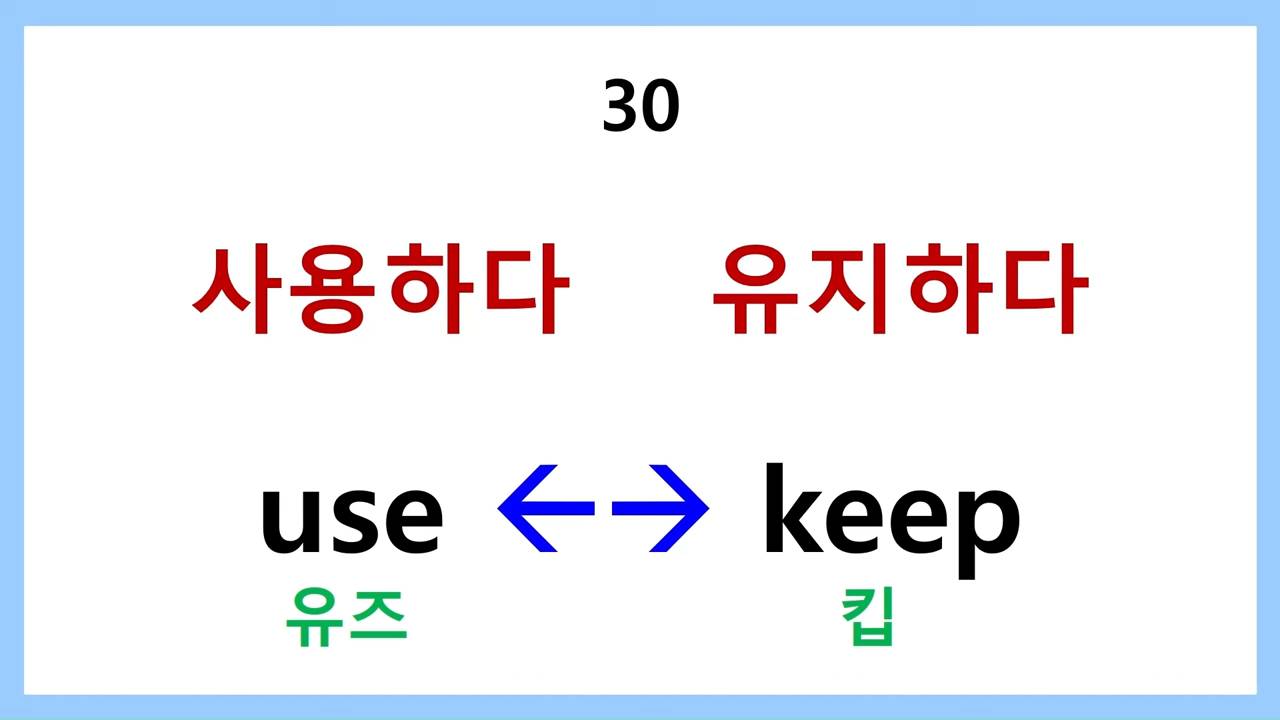 30
사용하다 유지하다
use ←→ keep
유즈 킵